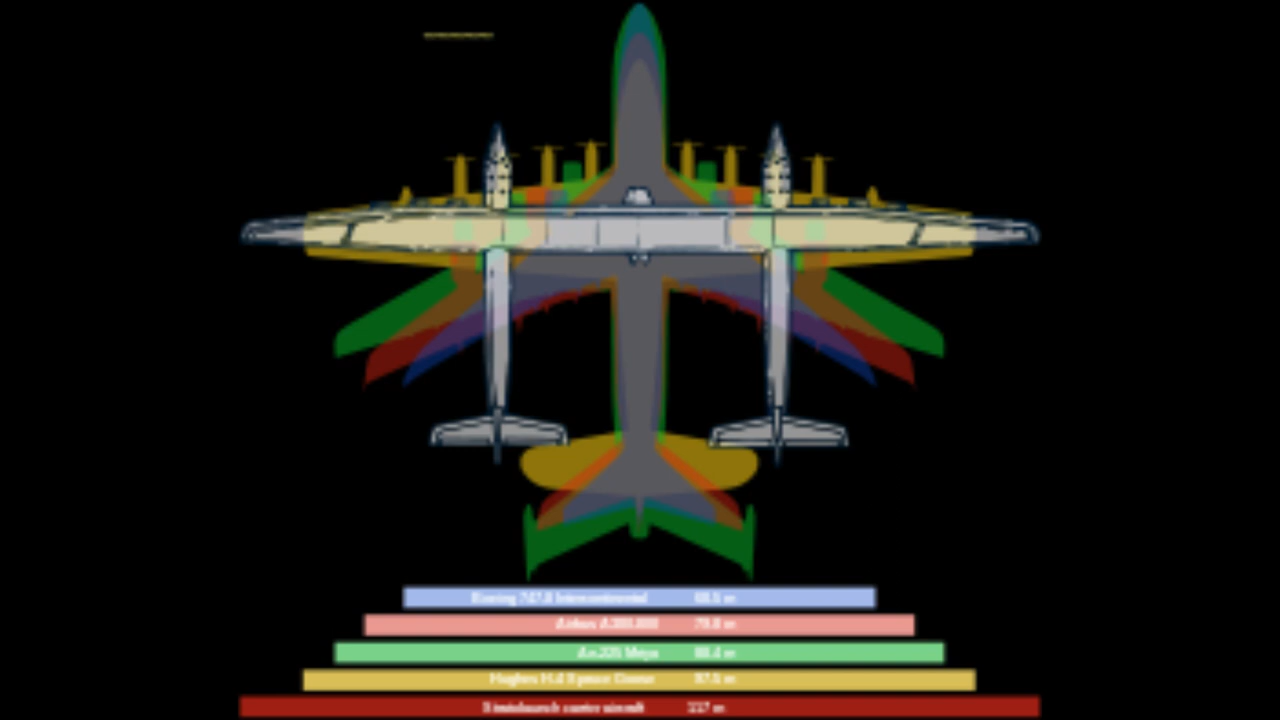 Boeing 747-8 Intercontinental 68.5 m
Airbus A380-800 79.8 m
An-225 Mriya 88.4 m
Hughes H-4 Spruce Goose 97.5 m
Stratolaunch carrier aircraft 117 m